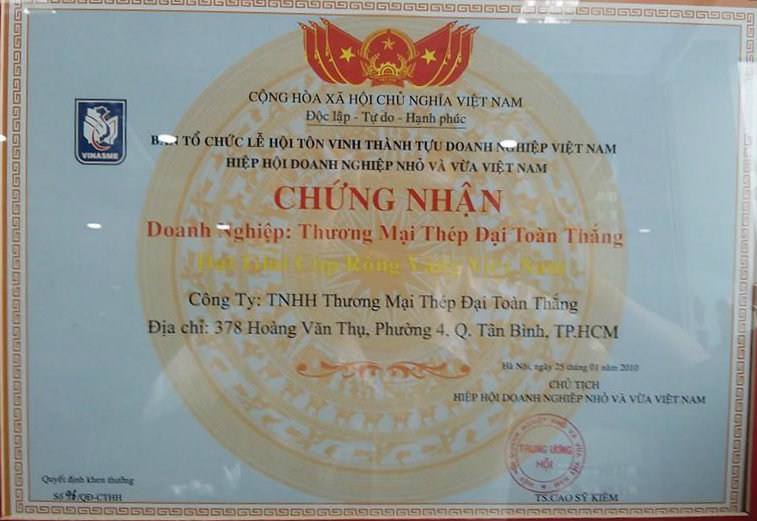 CỘNG HÒA XÃ HỘI CHỦ NGHĨA VIỆT NAM
Độc lập - Tự do - Hạnh phúc
VINASME
BAN TỔ CHỨC LỄ HỘI TÔN VINH THÀNH TỰU DOANH NGHIỆP VIỆT NAM
HIỆP HỘI DOANH NGHIỆP NHỎ VÀ VỪA VIỆT NAM
CHỨNG NHẬN
Doanh Nghiệp: Thương Mại Thép Đại Toàn Thắng
Cúp Rồng Vàng Việt Nam
Công Ty: TNHH Thương Mại Thép Đại Toàn Thắng
Địa chỉ: 378 Hoàng Văn Thụ, Phường 4, Q. Tân Bình, TP.HCM
Hà Nội, ngày 25 tháng 01 năm 2010
CHỦ TỊCH
HIỆP HỘI DOANH NGHIỆP NHỎ VÀ VỪA VIỆT NAM
TRUNG ƯƠNG
HỘI
Quyết định khen thưởng
Số 96/QĐ-CTHH
TS.CAO SỸ KIÊM